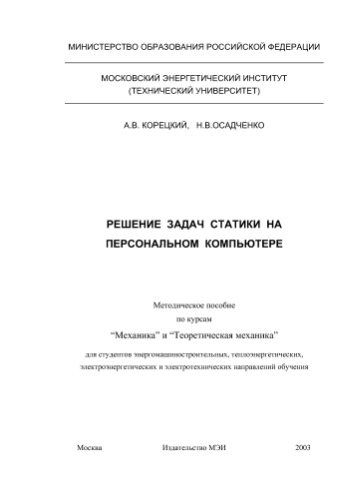 МИНИСТЕРСТВО ОБРАЗОВАНИЯ РОССИЙСКОЙ ФЕДЕРАЦИИ
МОСКОВСКИЙ ЭНЕРГЕТИЧЕСКИЙ ИНСТИТУТ
(ТЕХНИЧЕСКИЙ УНИВЕРСИТЕТ)
А.В. КОРЕЦКИЙ, Н.В.ОСАДЧЕНКО
РЕШЕНИЕ ЗАДАЧ СТАТИКИ НА
ПЕРСОНАЛЬНОМ КОМПЬЮТЕРЕ
Методическое пособие
по курсам
“Механика” и “Теоретическая механика”
для студентов энергомашиностроительных, теплоэнергетических,
электроэнергетических и электротехнических направлений обучения
Москва Издательство МЭИ 2003